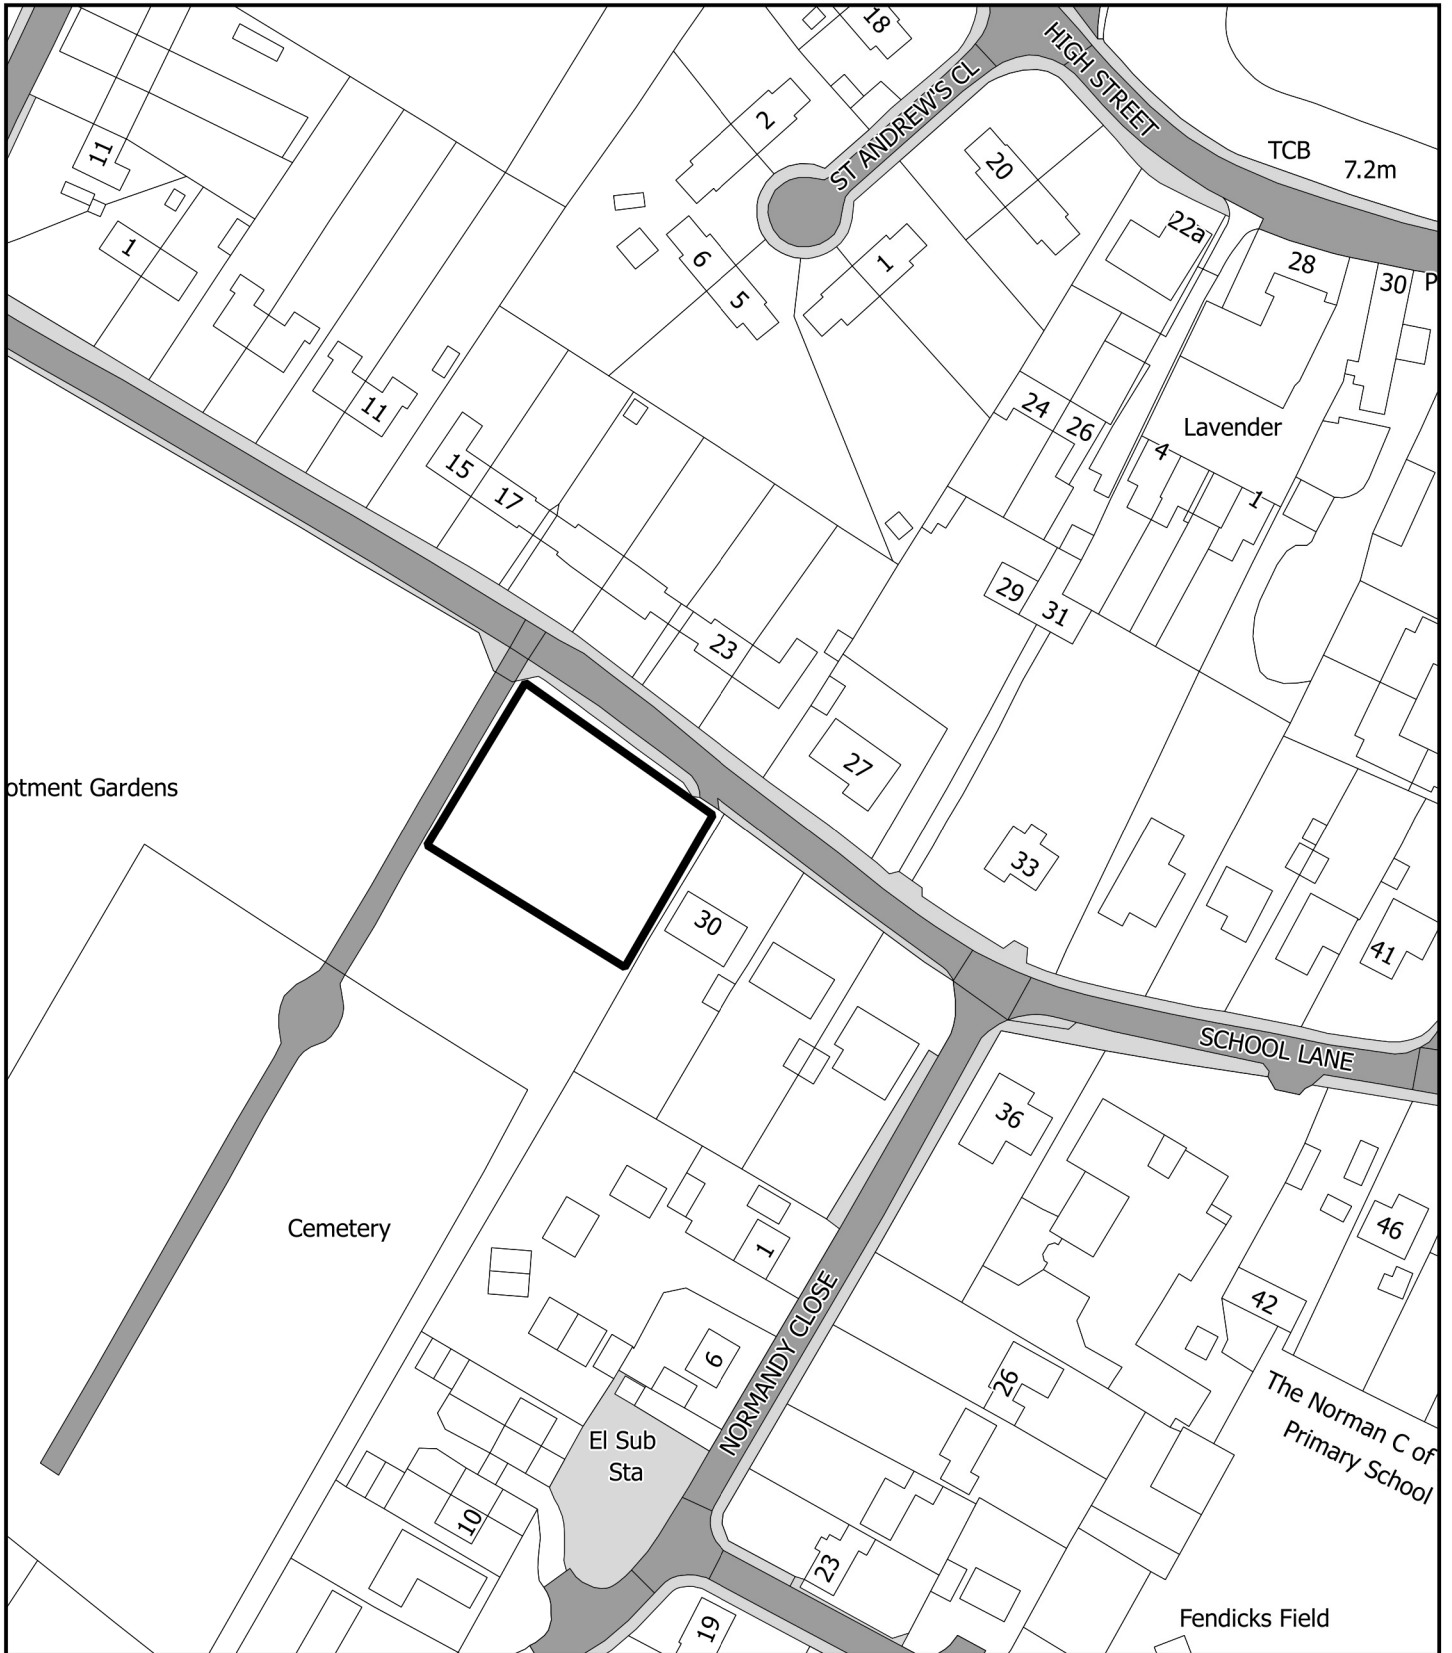 18
HIGH STREET
ST ANDREW'S CL
2
11
20
TCB
7.2m
22a
1
6
1
28
30
P
5
11
24
26
Lavender
15
17
4
1
29
31
23
27
otment Gardens
33
30
41
SCHOOL LANE
36
Cemetery
1
46
NORMANDY CLOSE
42
6
26
The Norman C of
Primary School
El Sub
Sta
10
23
Fendicks Field
19